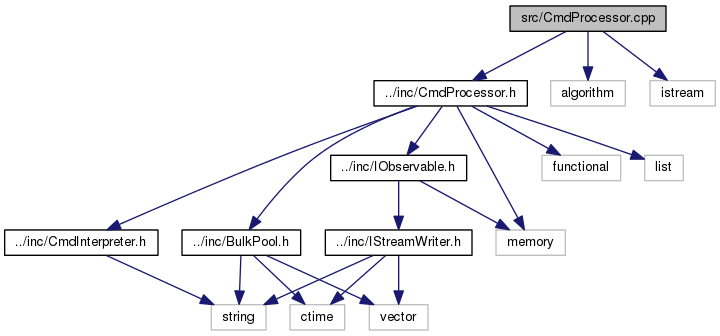 src/CmdProcessor.cpp
../inc/CmdProcessor.h
algorithm
istream
../inc/IObservable.h
functional
list
../inc/CmdInterpreter.h
../inc/BulkPool.h
../inc/IStreamWriter.h
memory
string
ctime
vector